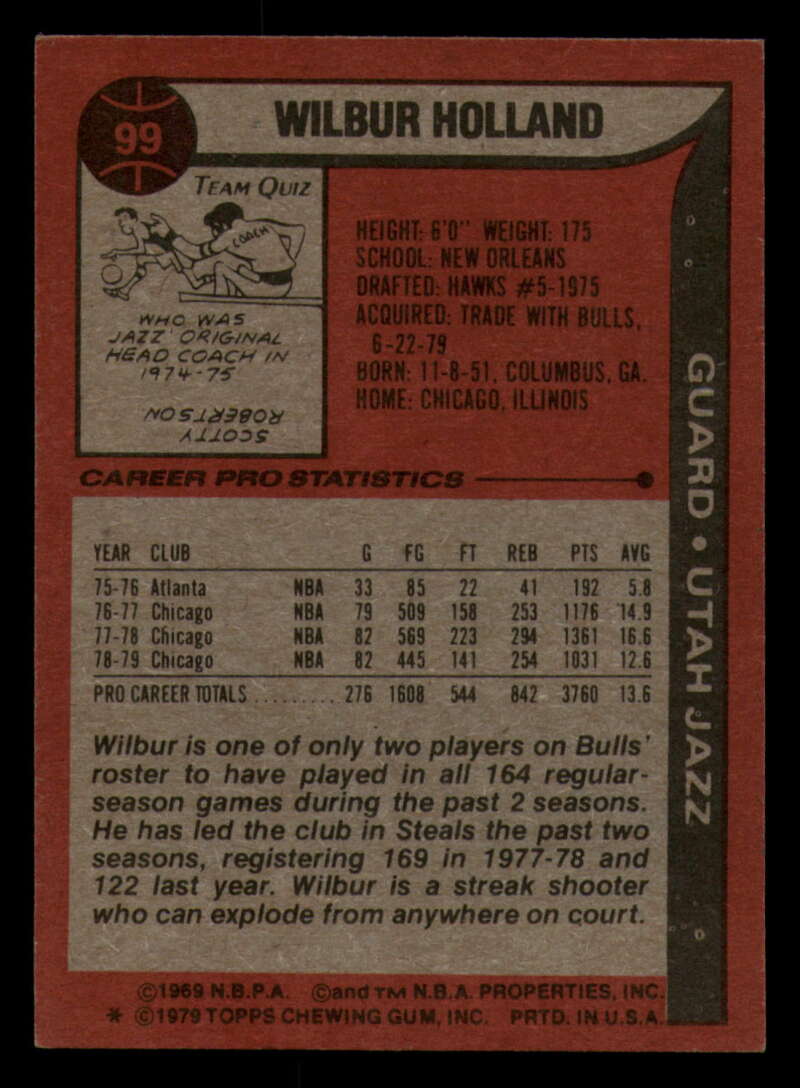 99
WILBUR HOLLAND
TEAM QUIZ
COACH
WHO WAS
JAZZ' ORIGINAL
HEAD COACH IN
1974-75
SCOTTY
ROBERTSON
HEIGHT: 6'0" WEIGHT: 175
SCHOOL: NEW ORLEANS
DRAFTED: HAWKS #5-1975
ACQUIRED: TRADE WITH BULLS,
6-22-79
BORN: 11-8-51, COLUMBUS, GA.
HOME: CHICAGO, ILLINOIS
GUARD • UTAH JAZZ
CAREER PRO STATISTICS
YEAR CLUB G FG FT REB PTS AVG
75-76 Atlanta NBA 33 85 22 41 192 5.8
76-77 Chicago NBA 79 509 158 253 1176 14.9
77-78 Chicago NBA 82 569 223 294 1361 16.6
78-79 Chicago NBA 82 445 141 254 1031 12.6
PRO CAREER TOTALS .......... 276 1608 544 842 3760 13.6
Wilbur is one of only two players on Bulls'
roster to have played in all 164 regular-
season games during the past 2 seasons.
He has led the club in Steals the past two
seasons, registering 169 in 1977-78 and
122 last year. Wilbur is a streak shooter
who can explode from anywhere on court.
©1969 N.B.P.A. ©and TM N.B.A. PROPERTIES, INC.
* ©1979 TOPPS CHEWING GUM, INC. PRTD. IN U.S.A.